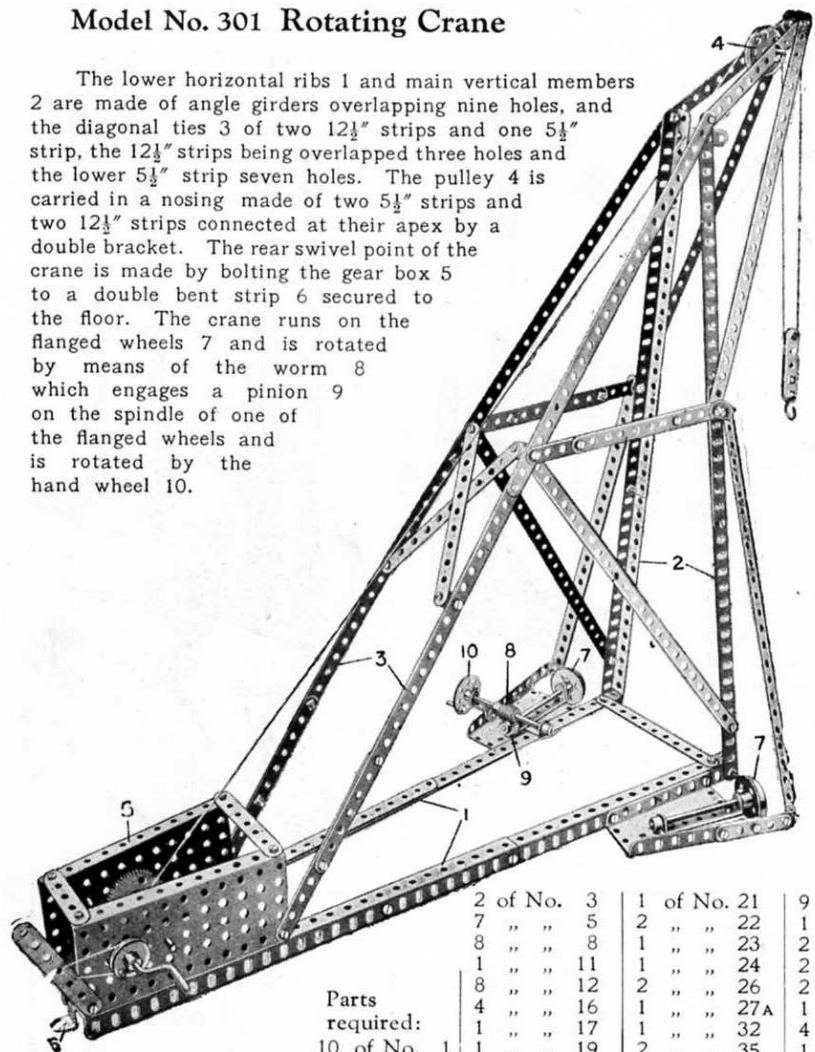 Model No. 301 Rotating Crane
The lower horizontal ribs 1 and main vertical members
2 are made of angle girders overlapping nine holes, and
the diagonal ties 3 of two 12½″ strips and one 5½″
strip, the 12½″ strips being overlapped three holes and
the lower 5½″ strip seven holes. The pulley 4 is
carried in a nosing made of two 5½″ strips and
two 12½″ strips connected at their apex by a
double bracket. The rear swivel point of the
crane is made by bolting the gear box 5
to a double bent strip 6 secured to
the floor. The crane runs on the
flanged wheels 7 and is rotated
by means of the worm 8
which engages a pinion 9
on the spindle of one of
the flanged wheels and
is rotated by the
hand wheel 10.
4
2
3
10 8 7
9
7
1
5
6
Parts
required:
10 of No. 1
2 of No. 3
7 ,, ,, 5
8 ,, ,, 8
1 ,, ,, 11
8 ,, ,, 12
4 ,, ,, 16
1 ,, ,, 17
1 ,, ,, 19
1 of No. 21
2 ,, ,, 22
1 ,, ,, 23
1 ,, ,, 24
2 ,, ,, 26
1 ,, ,, 27A
1 ,, ,, 32
2 ,, ,, 35
9
1
2
2
2
1
4
1